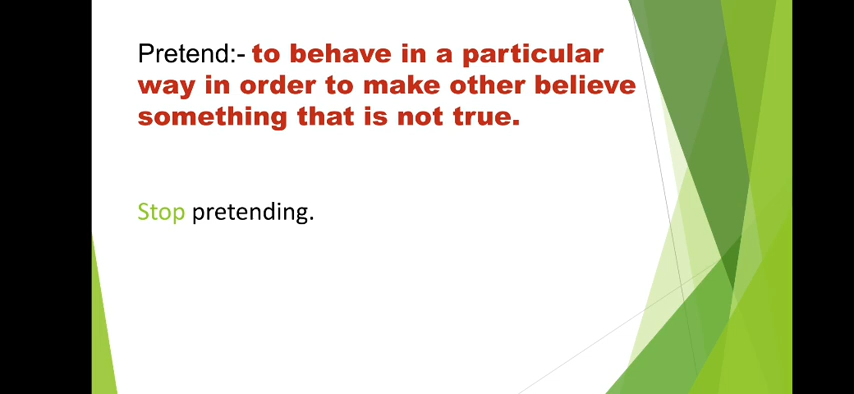 Pretend:- to behave in a particular
way in order to make other believe
something that is not true.
Stop pretending.